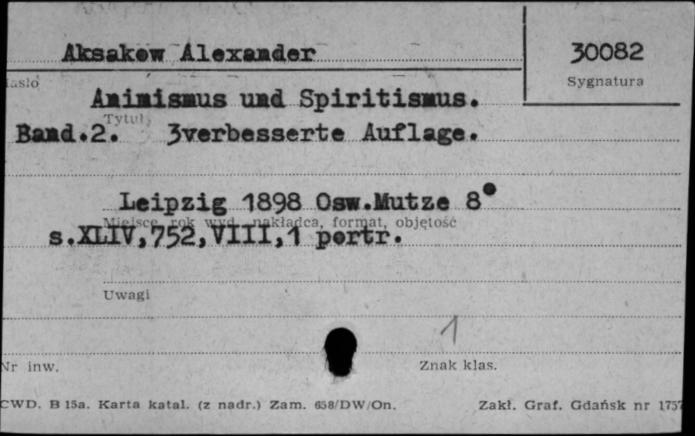 Aksakow Alexander
30082
Sygnatura
asło
Animismus und Spiritismus.
Tytuł
Band.2. 3verbesserte Auflage.
Leipzig 1898 Osw.Mutze 8°
Miejsce, rok wyd., nakładca, format, objętość
s.XLIV,752,VIII,1 portr.
Uwagi
1
Nr inw.
Znak klas.
CWD. B 15a. Karta katal. (z nadr.) Zam. 658/DW/On.
Zakł. Graf. Gdańsk nr 1757